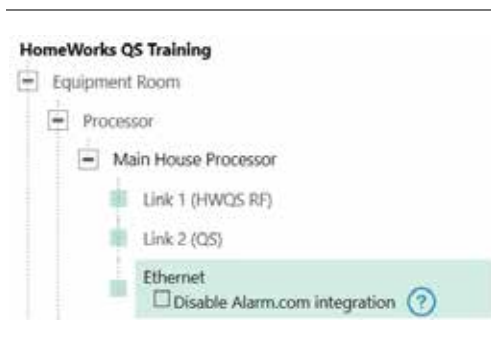 HomeWorks QS Training
Equipment Room
Processor
Main House Processor
Link 1 (HWQS RF)
Link 2 (QS)
Ethernet
Disable Alarm.com integration ?